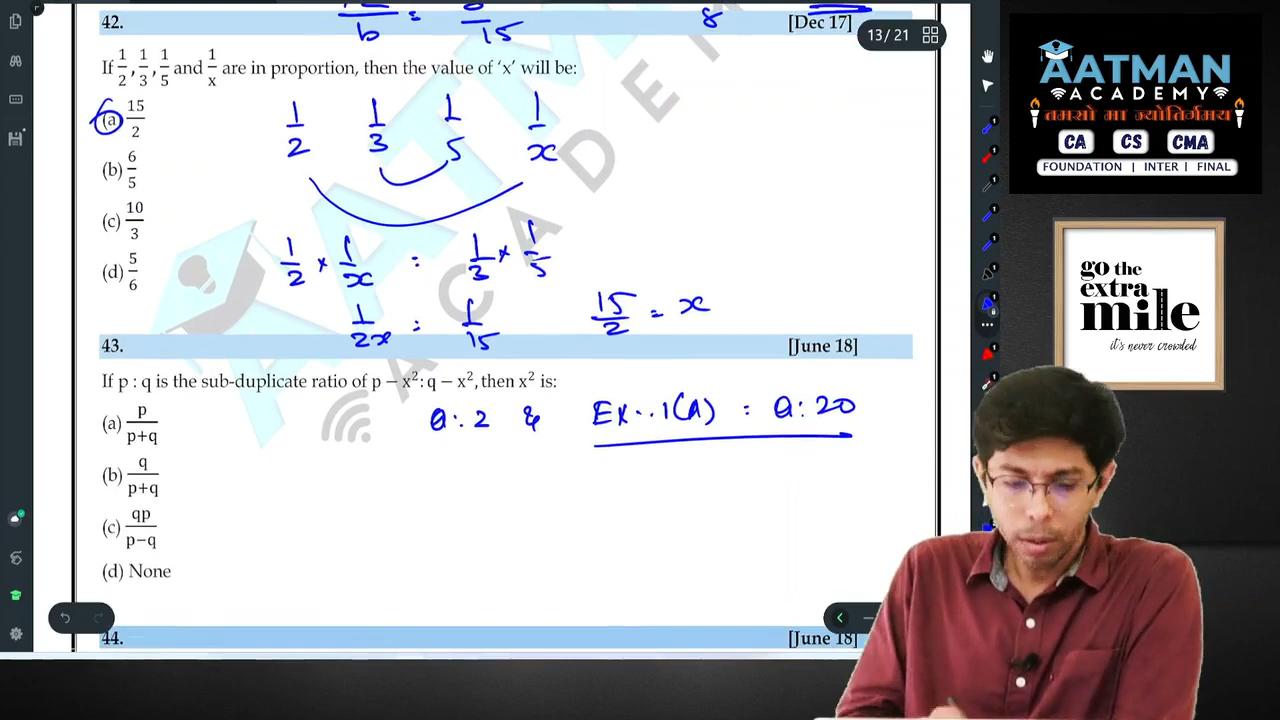 b = /15 8
42. [Dec 17]
13/21
If 1/2, 1/3, 1/5 and 1/x are in proportion, then the value of ‘x’ will be:
(a) 15/2
(b) 6/5
(c) 10/3
(d) 5/6
1/2 1/3 1/5 1/x
1/2 × 1/x = 1/3 × 1/5
1/2x = 1/15 15/2 = x
43. [June 18]
If p : q is the sub-duplicate ratio of p − x² : q − x², then x² is:
Q: 2 & Ex..1(A) : Q: 20
(a) p/p+q
(b) q/p+q
(c) qp/p−q
(d) None
44. [June 18]
AATMAN
ACADEMY
तमसो मा ज्योतिर्गमय
CA CS CMA
FOUNDATION | INTER | FINAL
go the
extra
mile
it's never crowded